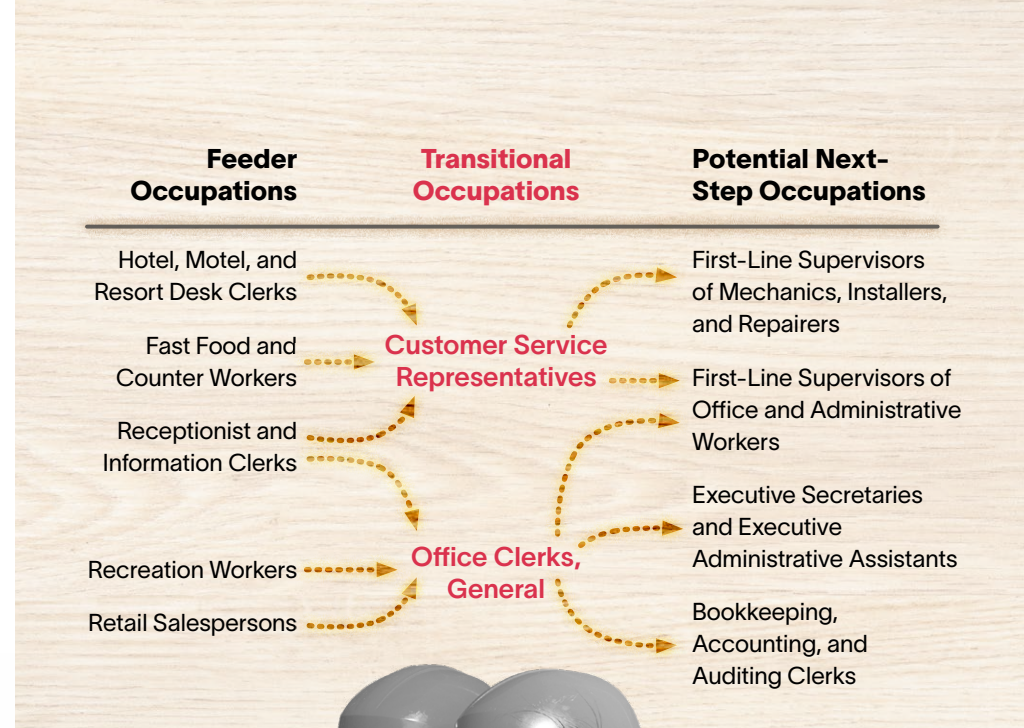 Feeder
Occupations
Transitional
Occupations
Potential Next-
Step Occupations
Hotel, Motel, and
Resort Desk Clerks
Fast Food and
Counter Workers
Receptionist and
Information Clerks
Recreation Workers
Retail Salespersons
Customer Service
Representatives
Office Clerks,
General
First-Line Supervisors
of Mechanics, Installers,
and Repairers
First-Line Supervisors of
Office and Administrative
Workers
Executive Secretaries
and Executive
Administrative Assistants
Bookkeeping,
Accounting, and
Auditing Clerks